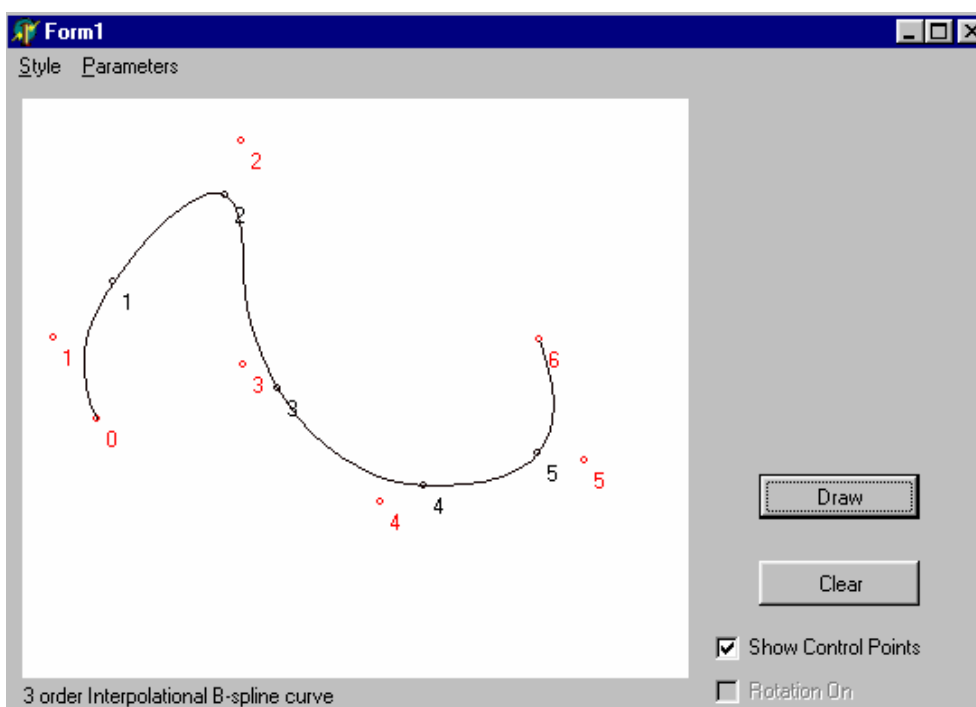 Form1
Style Parameters
2
2
1
1
6
3
3
0
5
5
4
4
Draw
Clear
Show Control Points
3 order Interpolational B-spline curve
Rotation On